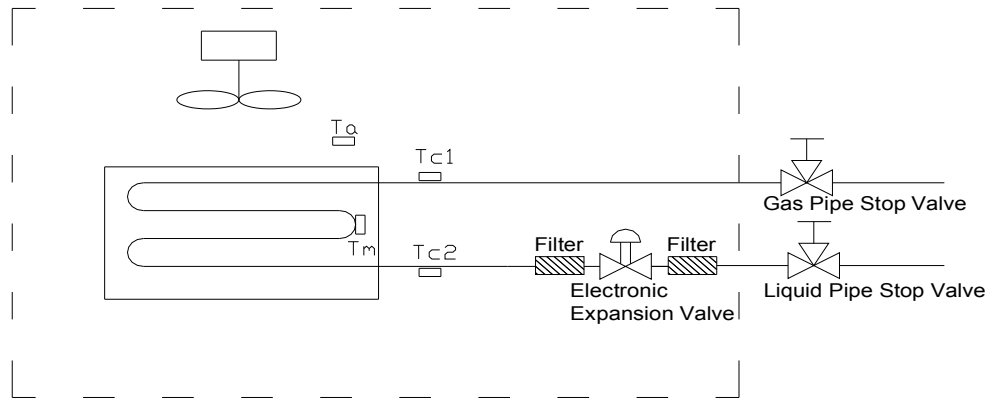 Ta
Tc1
Gas Pipe Stop Valve
Tm
Tc2
Filter
Filter
Electronic
Expansion Valve
Liquid Pipe Stop Valve